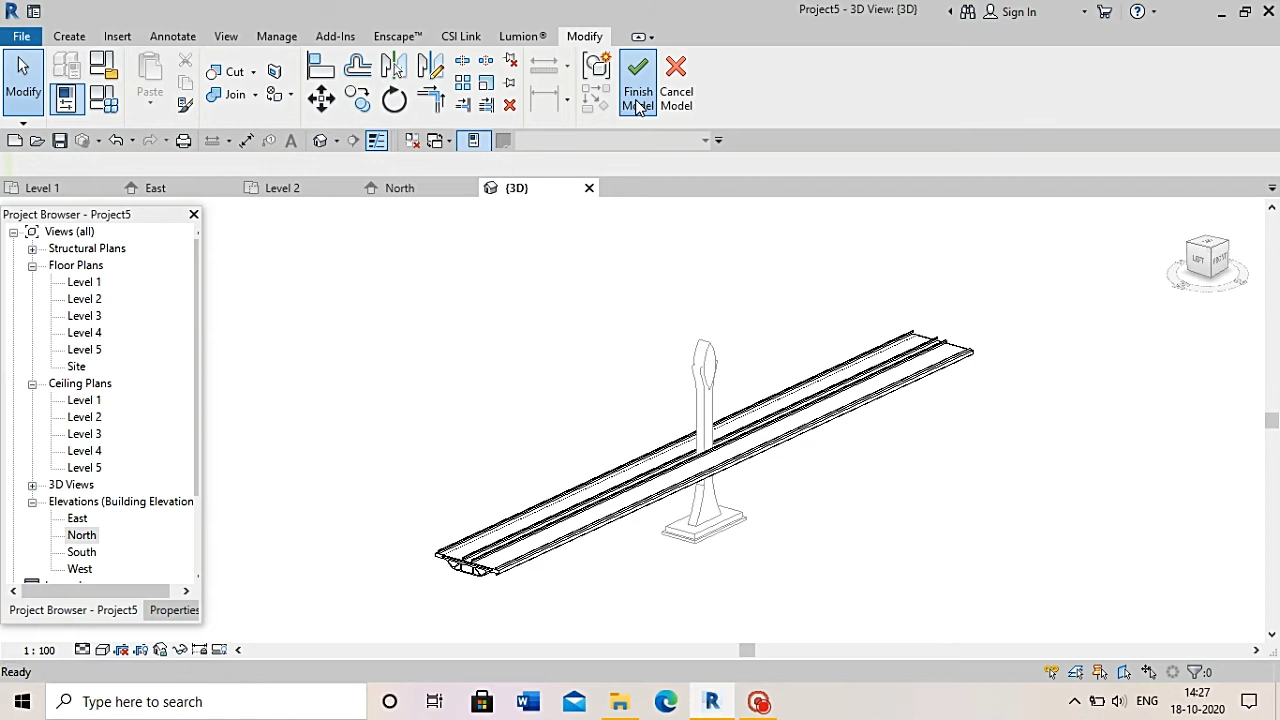 Project5 - 3D View: {3D}
Sign In
File
Create
Insert
Annotate
View
Manage
Add-Ins
Enscape™
CSI Link
Lumion®
Modify
Modify
Paste
Cut
Join
Finish
Model
Cancel
Model
Level 1
East
Level 2
North
{3D}
Project Browser - Project5
Views (all)
Structural Plans
Floor Plans
Level 1
Level 2
Level 3
Level 4
Level 5
Site
Ceiling Plans
Level 1
Level 2
Level 3
Level 4
Level 5
3D Views
Elevations (Building Elevation
East
North
South
West
Project Browser - Project5
Properties
LEFT
FRONT
1 : 100
Ready
:0
Type here to search
ENG
14:27
18-10-2020